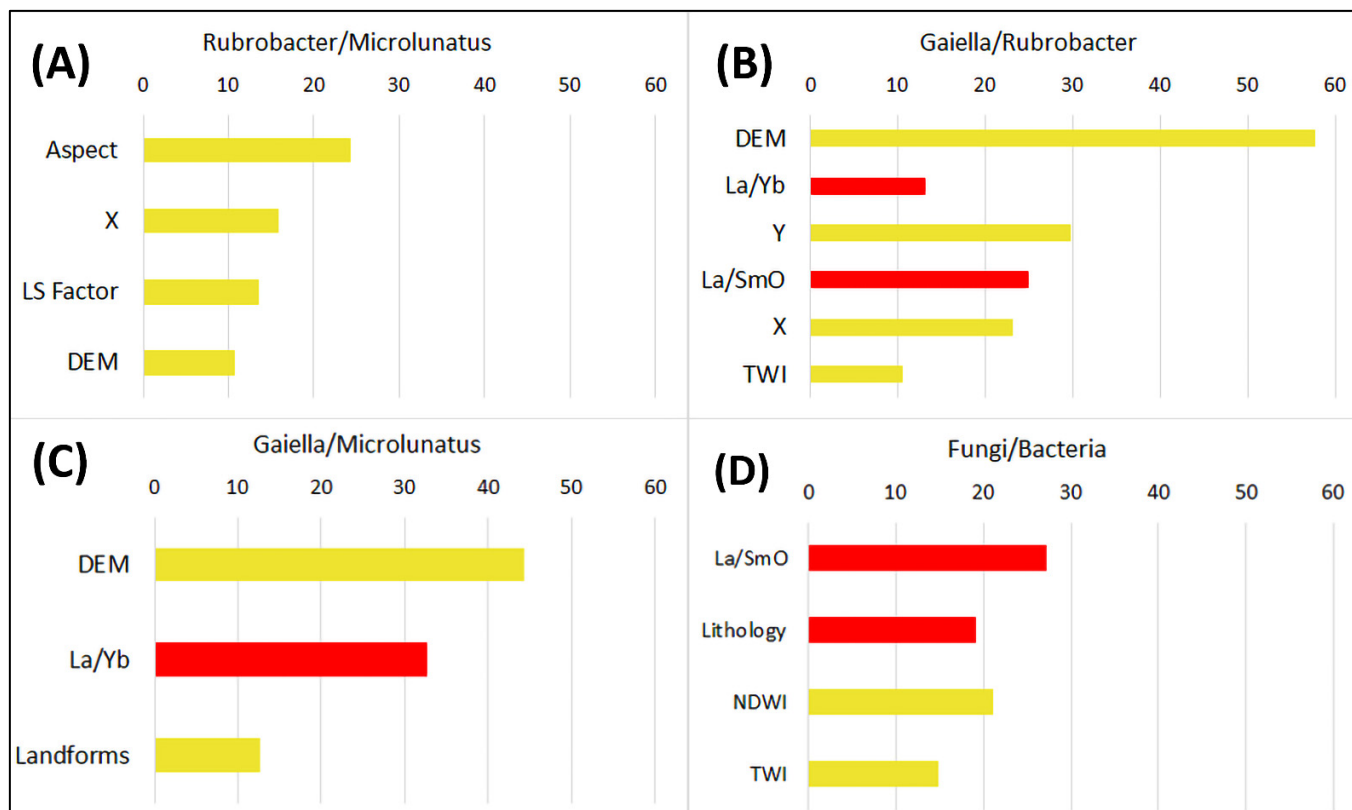 (A)
Rubrobacter/Microlunatus
0 10 20 30 40 50 60
Aspect
X
LS Factor
DEM
(B)
Gaiella/Rubrobacter
0 10 20 30 40 50 60
DEM
La/Yb
Y
La/SmO
X
TWI
(C)
Gaiella/Microlunatus
0 10 20 30 40 50 60
DEM
La/Yb
Landforms
(D)
Fungi/Bacteria
0 10 20 30 40 50 60
La/SmO
Lithology
NDWI
TWI